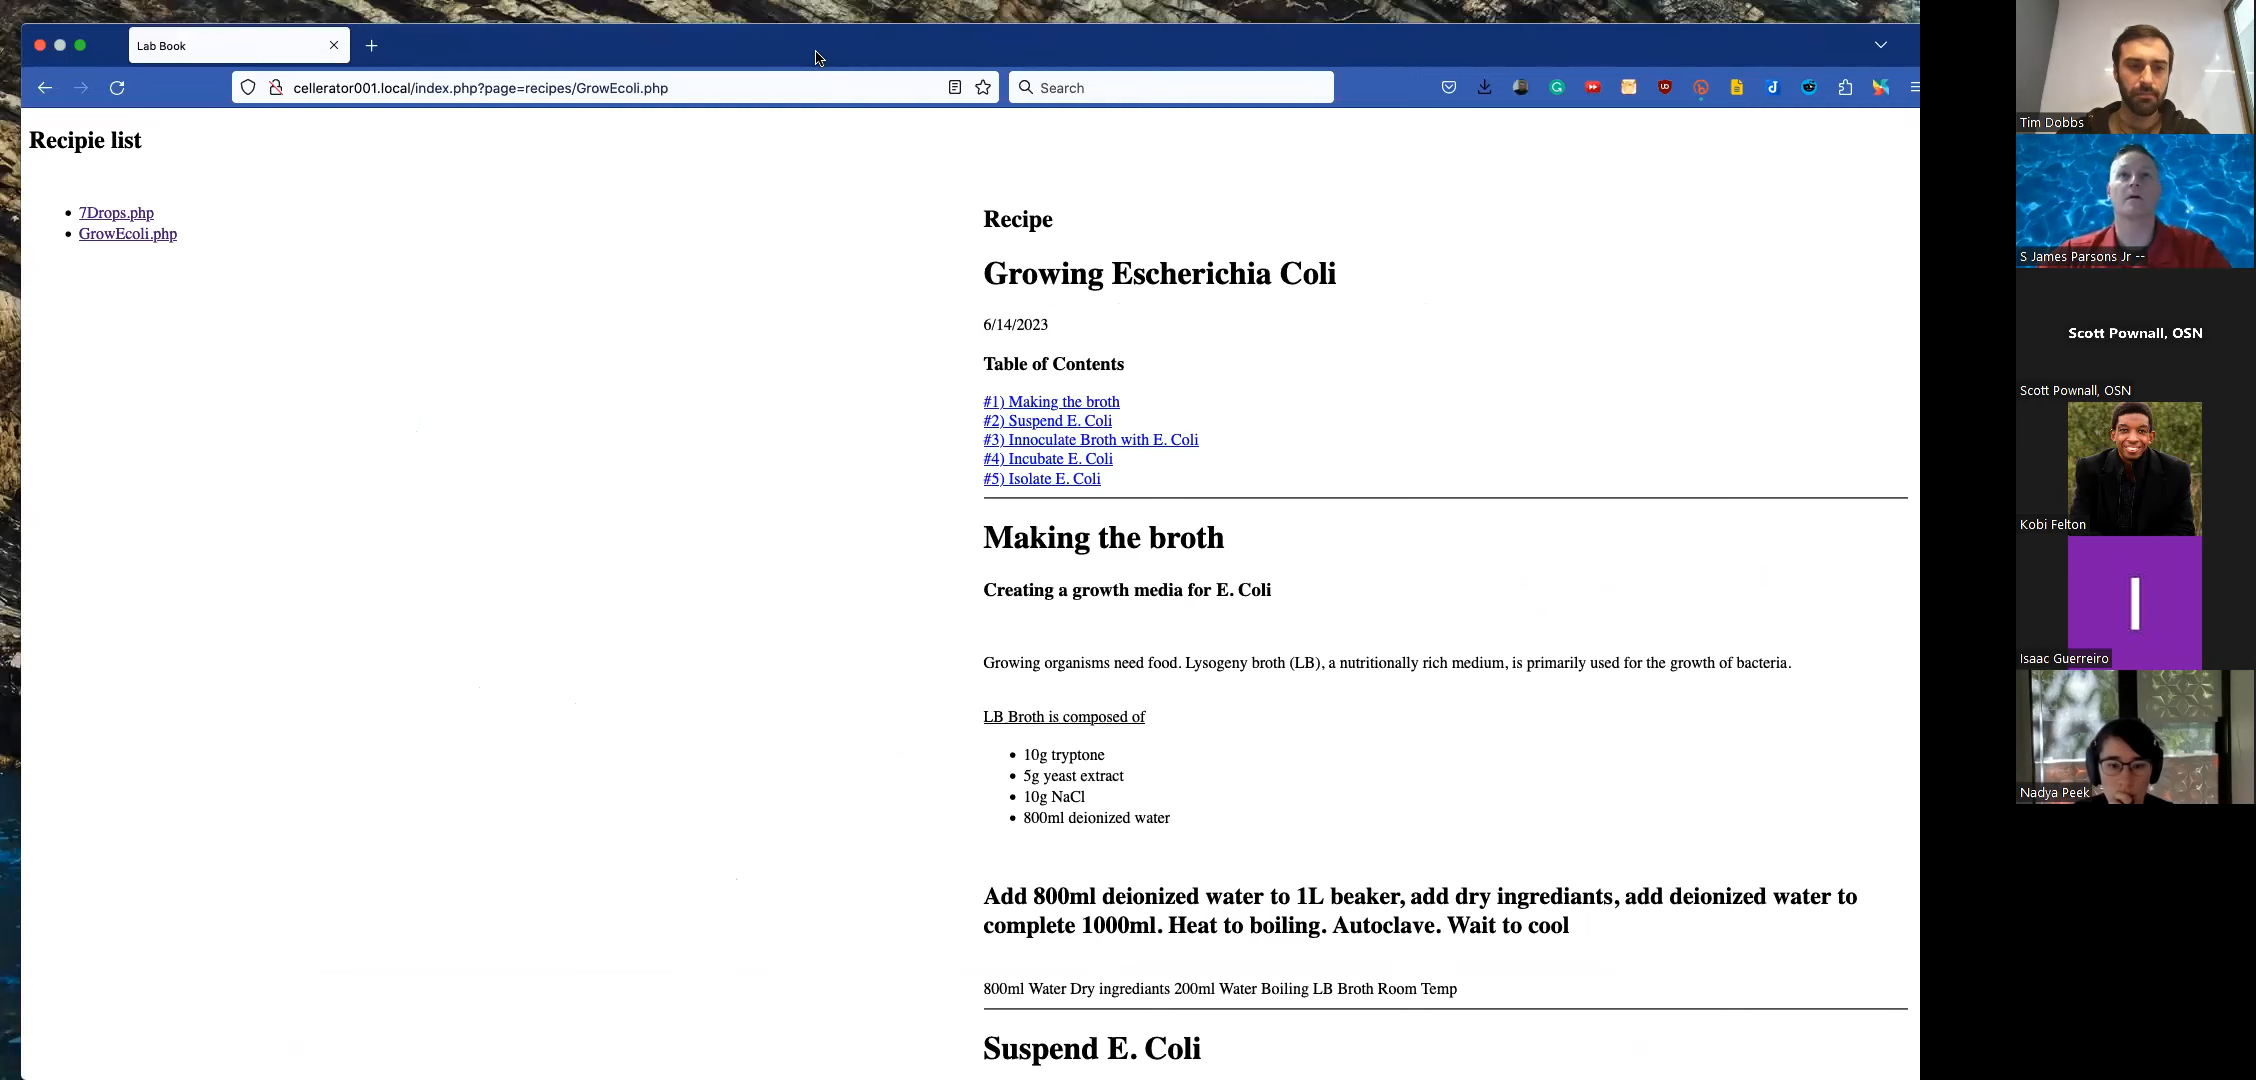 Lab Book
cellerator001.local/index.php?page=recipes/GrowEcoli.php
Search
Recipie list
7Drops.php
GrowEcoli.php
Recipe
Growing Escherichia Coli
6/14/2023
Table of Contents
#1) Making the broth
#2) Suspend E. Coli
#3) Innoculate Broth with E. Coli
#4) Incubate E. Coli
#5) Isolate E. Coli
Making the broth
Creating a growth media for E. Coli
Growing organisms need food. Lysogeny broth (LB), a nutritionally rich medium, is primarily used for the growth of bacteria.
LB Broth is composed of
10g tryptone
5g yeast extract
10g NaCl
800ml deionized water
Add 800ml deionized water to 1L beaker, add dry ingrediants, add deionized water to
complete 1000ml. Heat to boiling. Autoclave. Wait to cool
800ml Water Dry ingrediants 200ml Water Boiling LB Broth Room Temp
Suspend E. Coli
Tim Dobbs
S James Parsons Jr --
Scott Pownall, OSN
Scott Pownall, OSN
Kobi Felton
I
Isaac Guerreiro
Nadya Peek